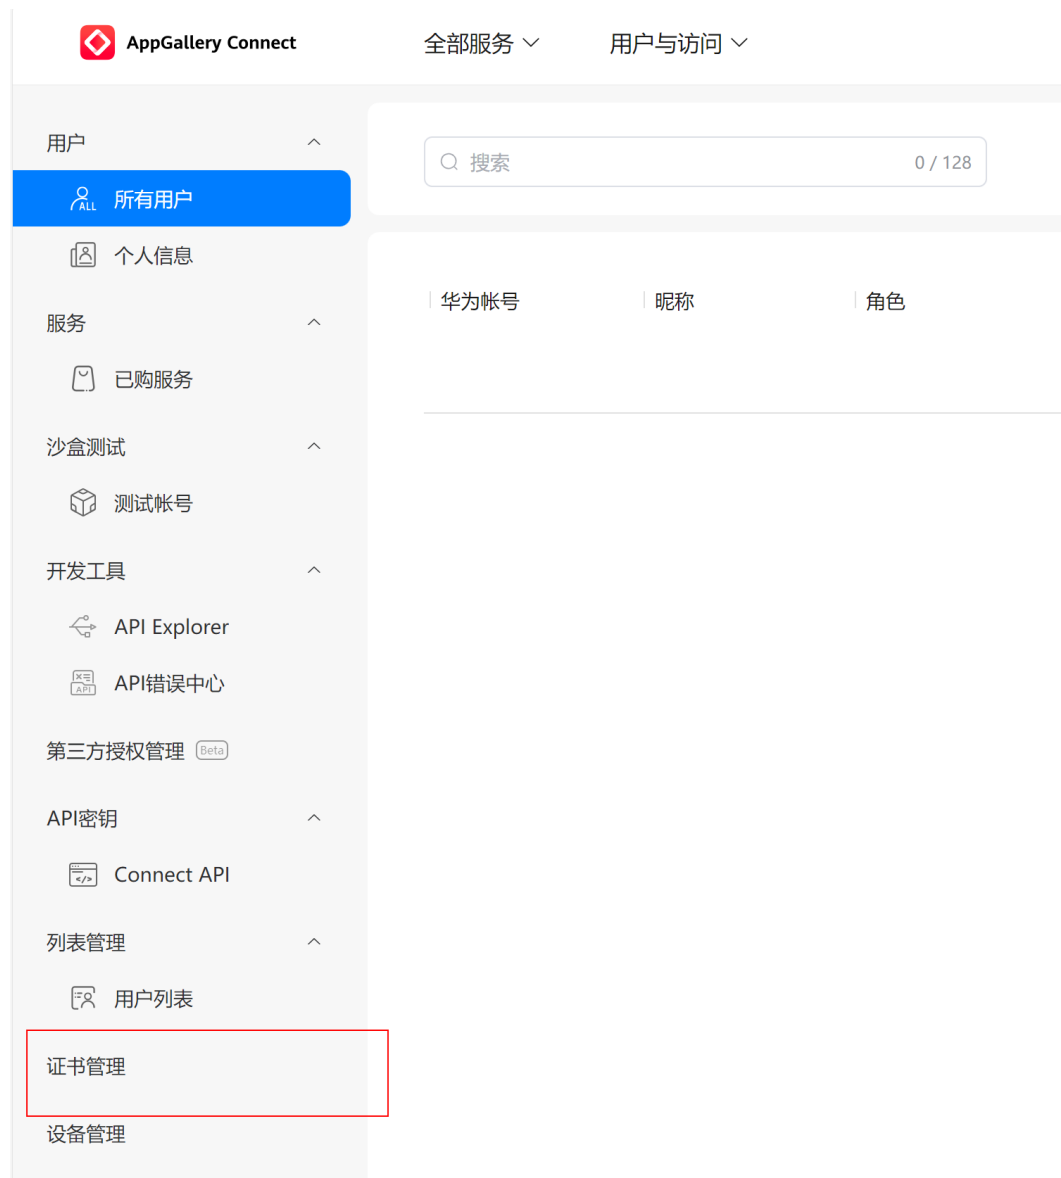 AppGallery Connect
全部服务
用户与访问
用户
ALL
所有用户
个人信息
服务
已购服务
沙盒测试
测试帐号
开发工具
API Explorer
API
API错误中心
第三方授权管理 Beta
API密钥
Connect API
列表管理
用户列表
证书管理
设备管理
搜索
0 / 128
华为帐号
昵称
角色